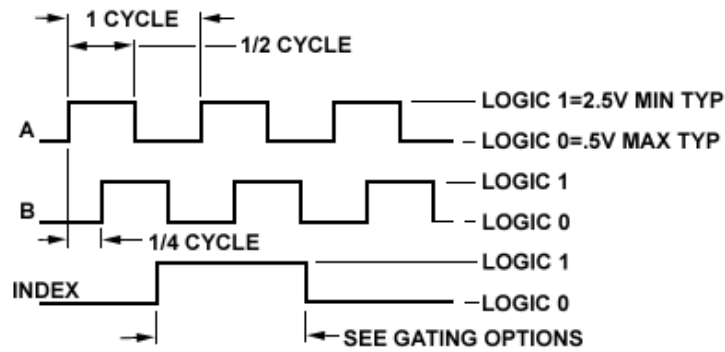 1 CYCLE
1/2 CYCLE
A
LOGIC 1=2.5V MIN TYP
LOGIC 0=.5V MAX TYP
B
LOGIC 1
LOGIC 0
1/4 CYCLE
INDEX
LOGIC 1
LOGIC 0
SEE GATING OPTIONS